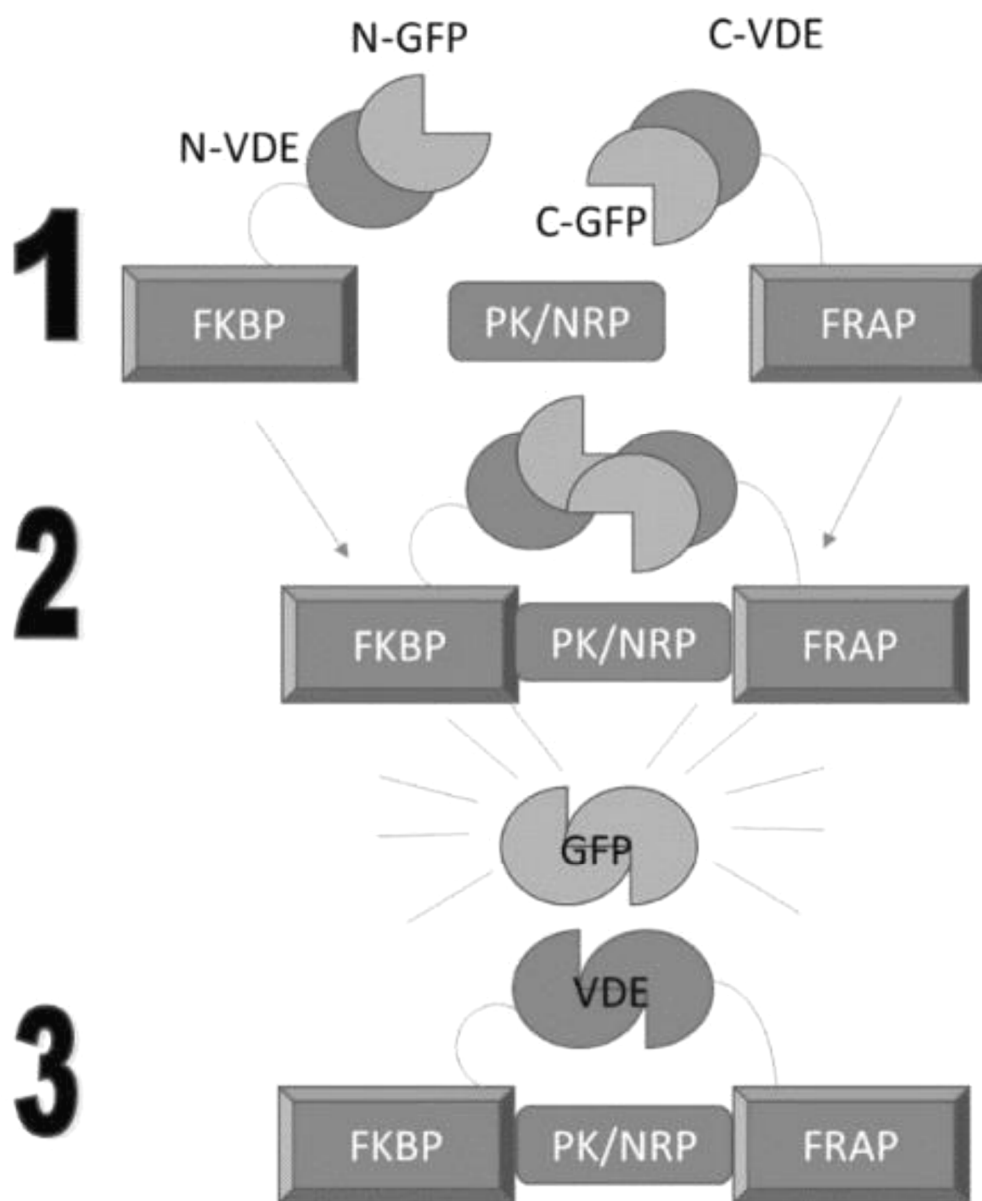 N-GFP
C-VDE
N-VDE
C-GFP
1
FKBP
PK/NRP
FRAP
2
FKBP
PK/NRP
FRAP
GFP
VDE
3
FKBP
PK/NRP
FRAP